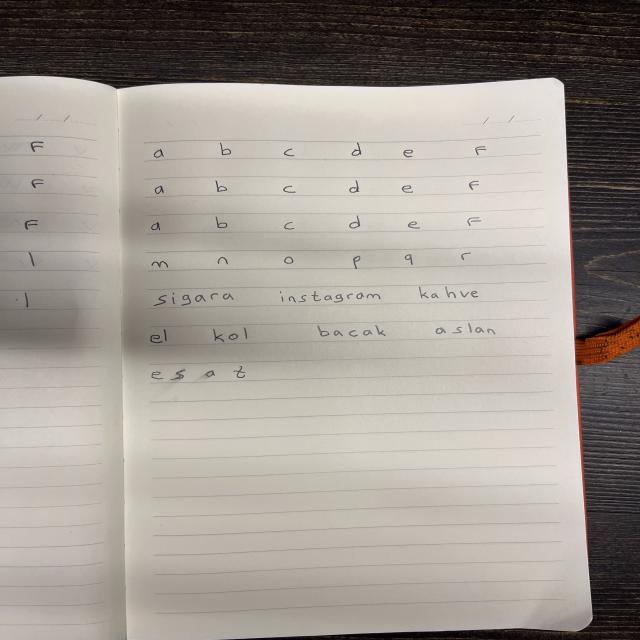 F
F
F
l
l
a b c d e F
a b c d e F
a b c d e F
m n o p q r
sigara instagram kahve
el kol bacak aslan
esat